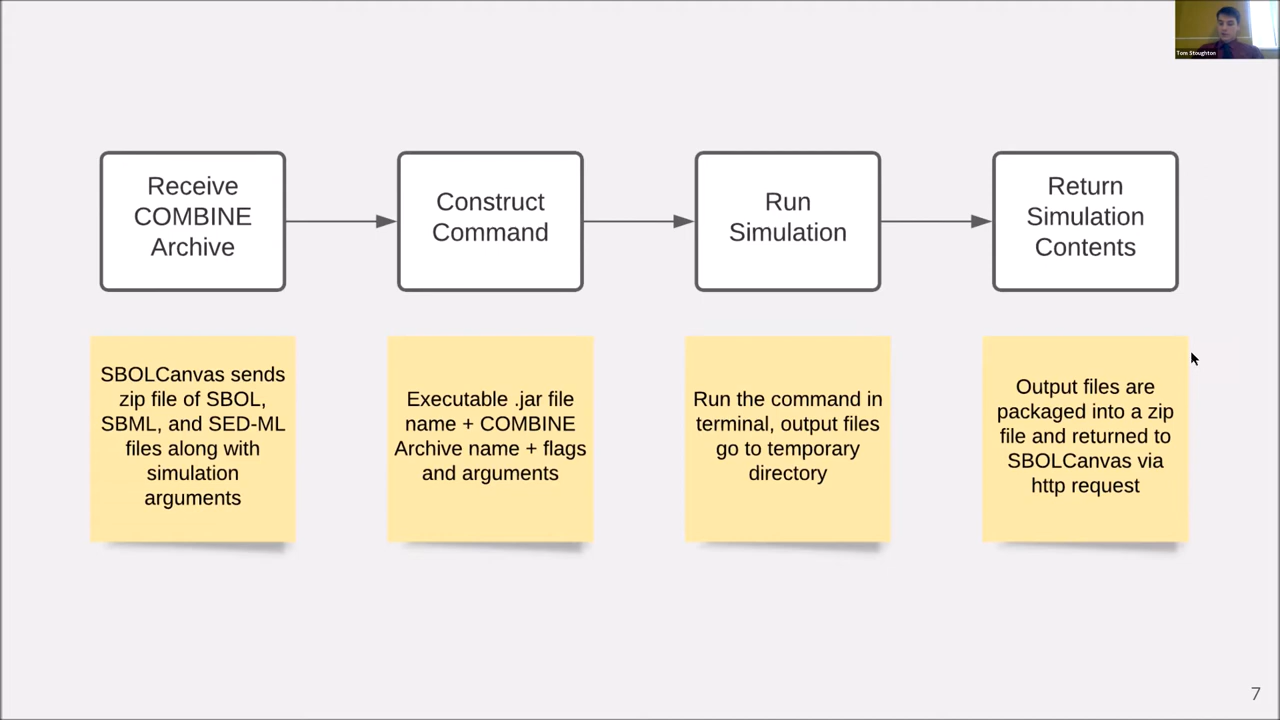 Tom Stoughton
Receive
COMBINE
Archive
Construct
Command
Run
Simulation
Return
Simulation
Contents
SBOLCanvas sends
zip file of SBOL,
SBML, and SED-ML
files along with
simulation
arguments
Executable .jar file
name + COMBINE
Archive name + flags
and arguments
Run the command in
terminal, output files
go to temporary
directory
Output files are
packaged into a zip
file and returned to
SBOLCanvas via
http request
7